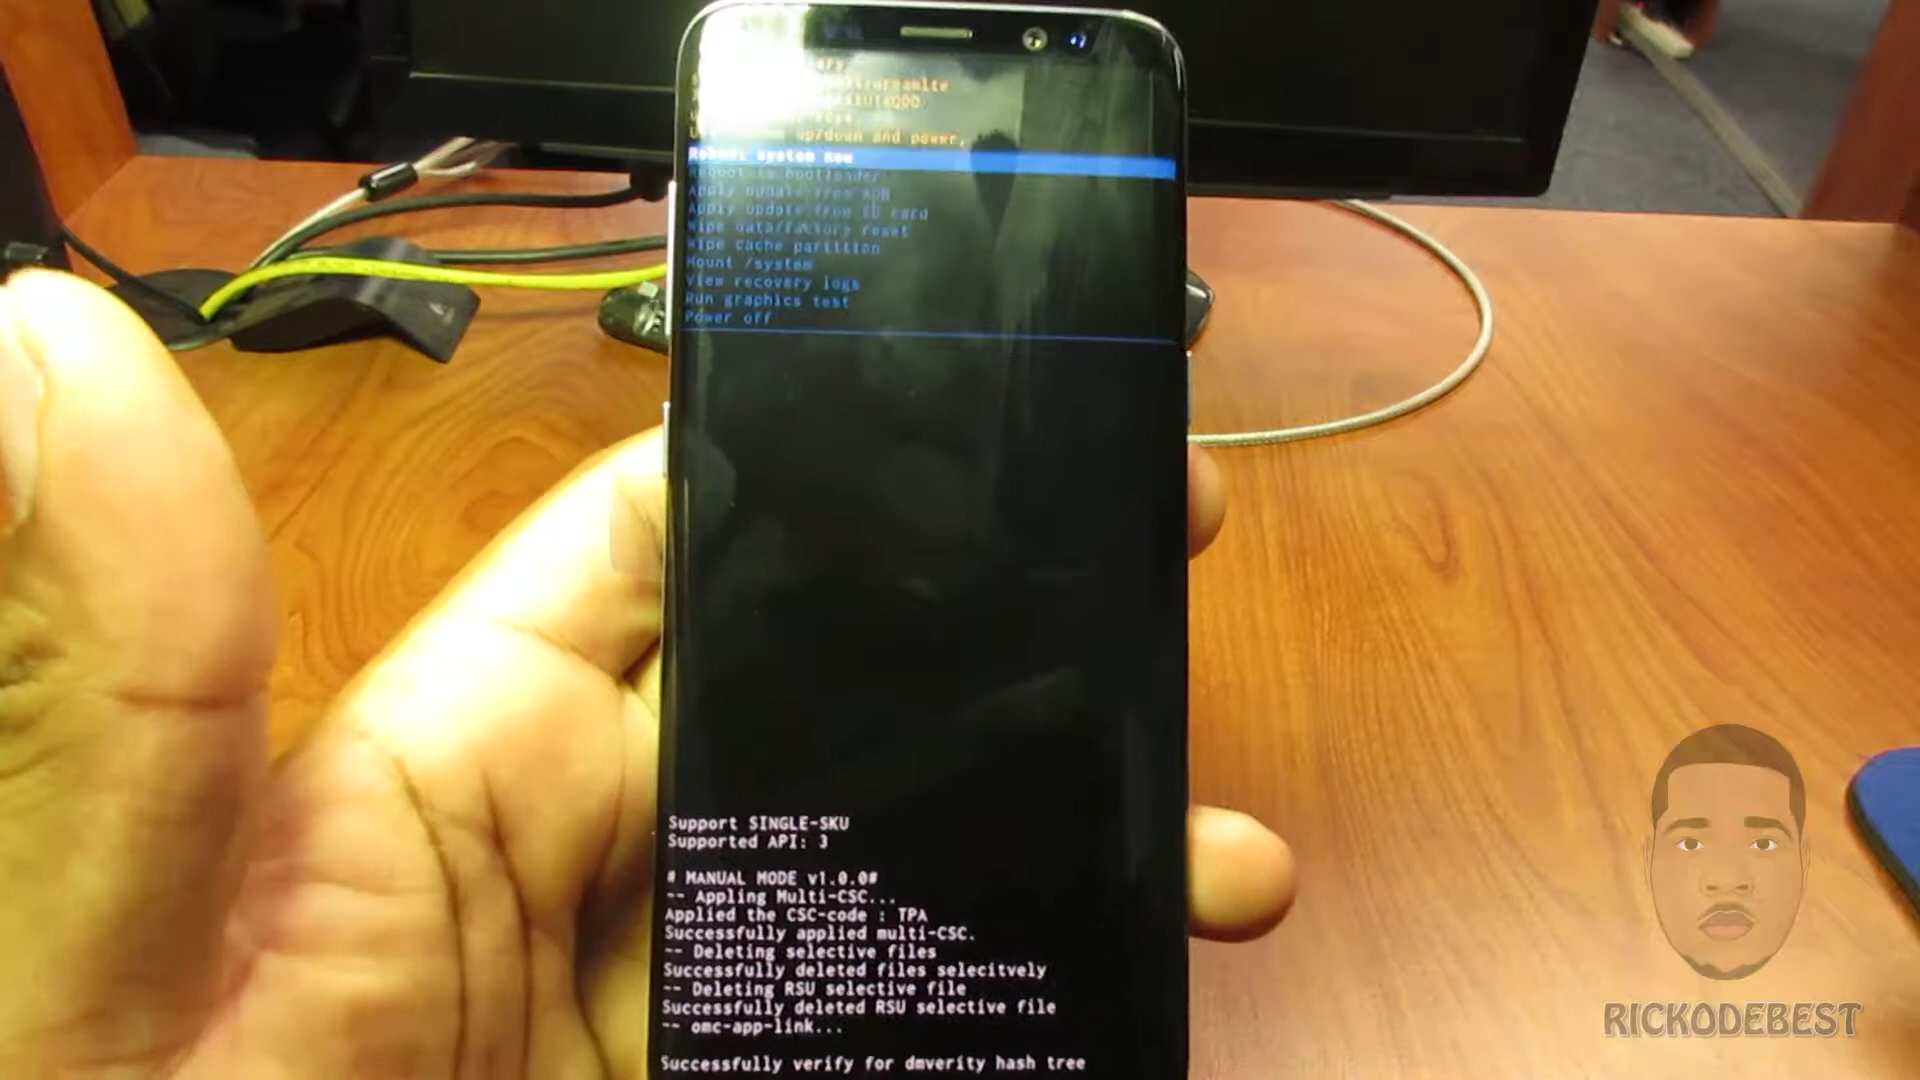 up/down and power.
Reboot system now
Reboot to bootloader
Apply update from ADB
Apply update from SD card
Wipe data/factory reset
Wipe cache partition
Mount /system
View recovery logs
Run graphics test
Power off
Support SINGLE-SKU
Supported API: 3
# MANUAL MODE v1.0.0#
-- Appling Multi-CSC...
Applied the CSC-code : TPA
Successfully applied multi-CSC.
-- Deleting selective files
Successfully deleted files selecitvely
-- Deleting RSU selective file
Successfully deleted RSU selective file
-- omc-app-link...
Successfully verify for dmverity hash tree
RICKODEBEST